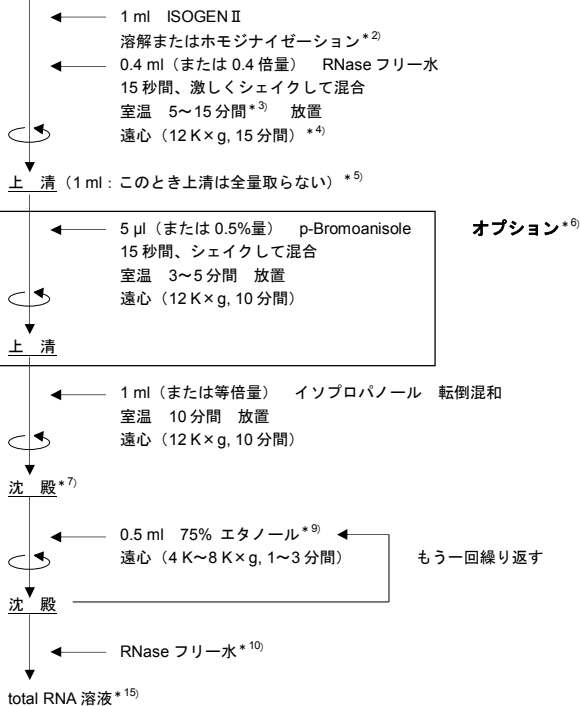 1 ml ISOGENⅡ
溶解またはホモジナイゼーション*2)
0.4 ml（または 0.4 倍量） RNase フリー水
15 秒間、激しくシェイクして混合
室温 5～15 分間*3) 放置
遠心（12 K×g, 15 分間）*4)
上 清（1 ml：このとき上清は全量取らない）*5)
5 µl（または 0.5%量） p-Bromoanisole オプション*6)
15 秒間、シェイクして混合
室温 3～5 分間 放置
遠心（12 K×g, 10 分間）
上 清
1 ml（または等倍量） イソプロパノール 転倒混和
室温 10 分間 放置
遠心（12 K×g, 10 分間）
沈 殿*7)
0.5 ml 75% エタノール*9)
遠心（4 K～8 K×g, 1～3 分間） もう一回繰り返す
沈 殿
RNase フリー水*10)
total RNA 溶液*15)